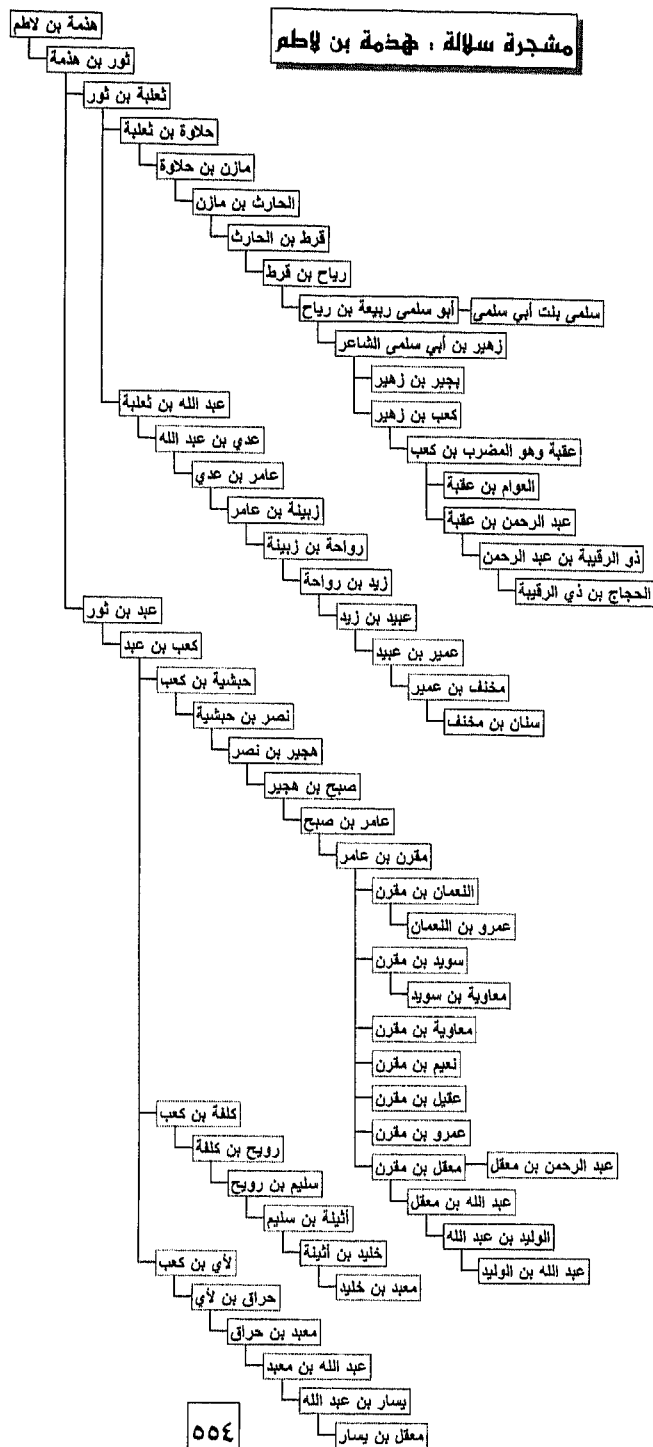 مشجرة سلالة : هذمة بن لاطم
هذمة بن لاطم
ثور بن هذمة
ثعلبة بن ثور
حلاوة بن ثعلبة
مازن بن حلاوة
الحارث بن مازن
قرط بن الحارث
رياح بن قرط
أبو سلمى ربيعة بن رياح
سلمى بنت أبي سلمى
زهير بن أبي سلمى الشاعر
بجير بن زهير
كعب بن زهير
عقبة وهو المضرب بن كعب
العوام بن عقبة
عبد الرحمن بن عقبة
ذو الرقيبة بن عبد الرحمن
الحجاج بن ذي الرقيبة
عبد الله بن ثعلبة
عدي بن عبد الله
عامر بن عدي
زبينة بن عامر
رواحة بن زبينة
زيد بن رواحة
عبيد بن زيد
عمير بن عبيد
مخنف بن عمير
سنان بن مخنف
عبد بن ثور
كعب بن عبد
حبشية بن كعب
نصر بن حبشية
هجير بن نصر
صبح بن هجير
عامر بن صبح
مقرن بن عامر
النعمان بن مقرن
عمرو بن النعمان
سويد بن مقرن
معاوية بن سويد
معاوية بن مقرن
نعيم بن مقرن
عقيل بن مقرن
عمرو بن مقرن
معقل بن مقرن
عبد الرحمن بن معقل
عبد الله بن معقل
الوليد بن عبد الله
عبد الله بن الوليد
كلفة بن كعب
رويح بن كلفة
سليم بن رويح
أثينة بن سليم
خليد بن أثينة
معبد بن خليد
لأي بن كعب
حراق بن لأي
معبد بن حراق
عبد الله بن معبد
يسار بن عبد الله
معقل بن يسار
٥٥٤